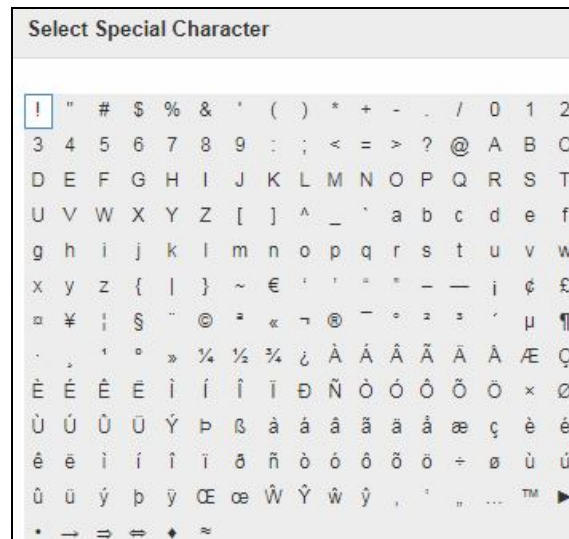 Select Special Character
! " # $ % & ' ( ) * + - . / 0 1 2
3 4 5 6 7 8 9 : ; < = > ? @ A B C
D E F G H I J K L M N O P Q R S T
U V W X Y Z [ ] ^ _ ` a b c d e f
g h i j k l m n o p q r s t u v w
x y z { | } ~ € ‘ ’ “ ” – — ¡ ¢ £
¤ ¥ ¦ § ¨ © ª « ¬ ® ¯ ° ² ³ ´ µ ¶
· ¸ ¹ º » ¼ ½ ¾ ¿ À Á Â Ã Ä Å Æ Ç
È É Ê Ë Ì Í Î Ï Ð Ñ Ò Ó Ô Õ Ö × Ø
Ù Ú Û Ü Ý Þ ß à á â ã ä å æ ç è é
ê ë ì í î ï ð ñ ò ó ô õ ö ÷ ø ù ú
û ü ý þ ÿ Œ œ Ŵ Ŷ ŵ ŷ ‚ ‛ „ … ™ ►
• → ⇒ ⇔ ♦ ≈